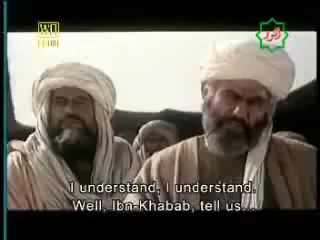 I understand, I understand.
Well, Ibn-Khabab, tell us...